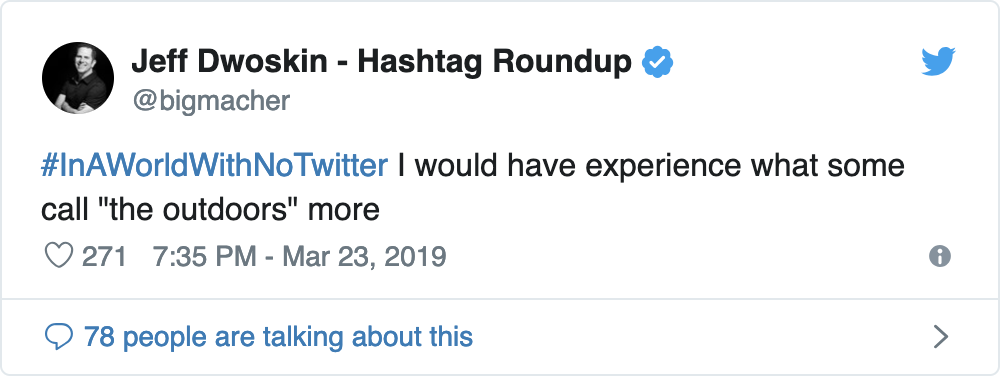 Jeff Dwoskin - Hashtag Roundup
@bigmacher
#InAWorldWithNoTwitter I would have experience what some
call "the outdoors" more
271 7:35 PM - Mar 23, 2019
78 people are talking about this